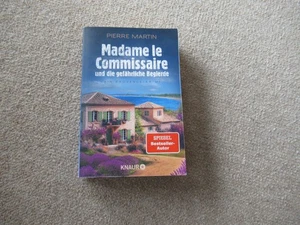 PIERRE MARTIN
Madame le
Commissaire
und die gefährliche Begierde
SPIEGEL
Bestseller-
Autor
KNAUR